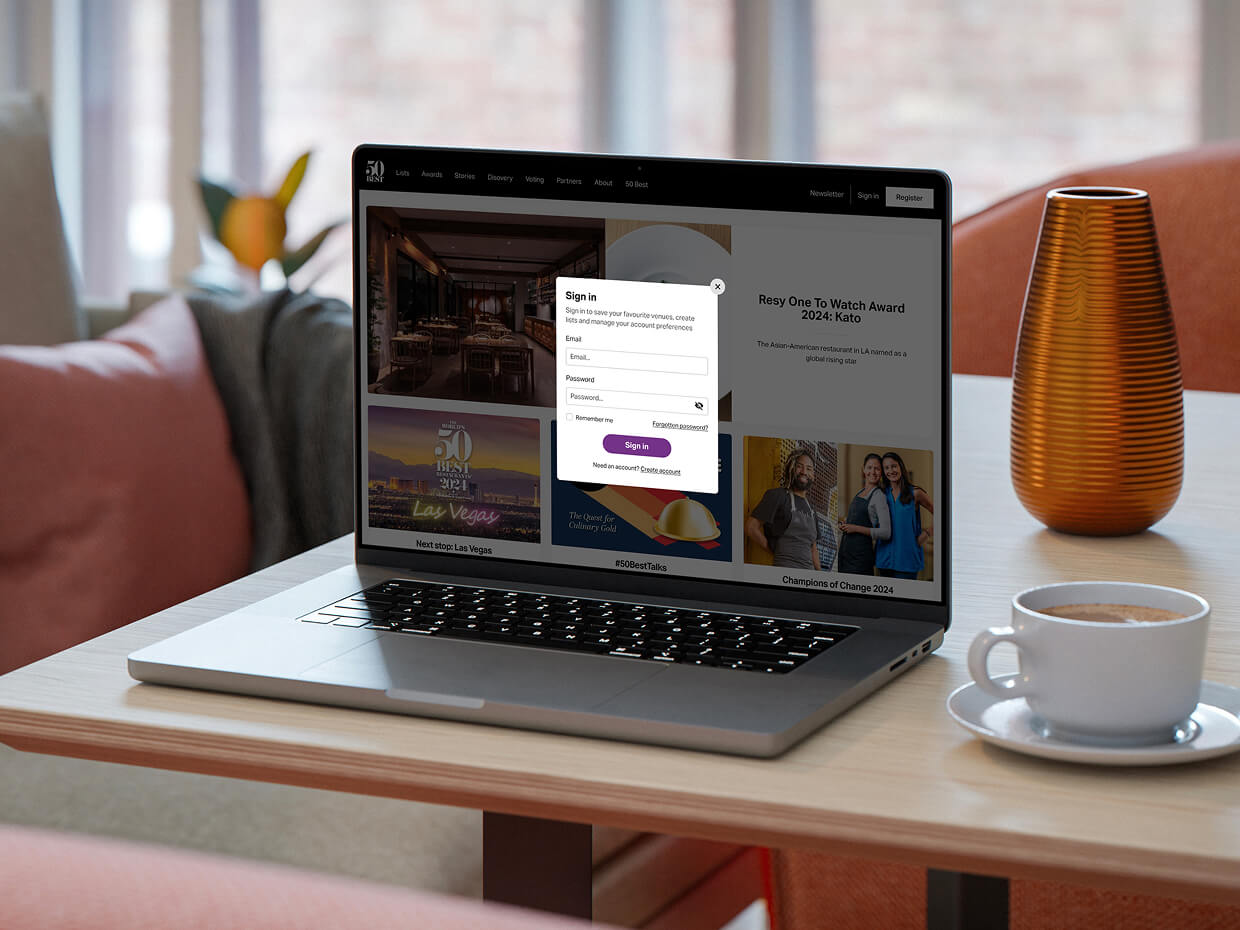 50
BEST
Lists
Awards
Stories
Disovery
Voting
Partners
About
50 Best
Newsletter
Sign in
Register
Resy One To Watch Award
2024: Kato
The Asian-American restaurant in LA named as a
global rising star
Sign in
Sign in to save your favourite venues, create
lists and manage your account preferences
Email
Email...
Password
Password...
Remember me
Forgotten password?
Sign in
Need an account? Create account
THE
WORLD'S
50
BEST
RESTAURANTS
2024
Las Vegas
Next stop: Las Vegas
The Quest for
Culinary Gold
#50BestTalks
Champions of Change 2024